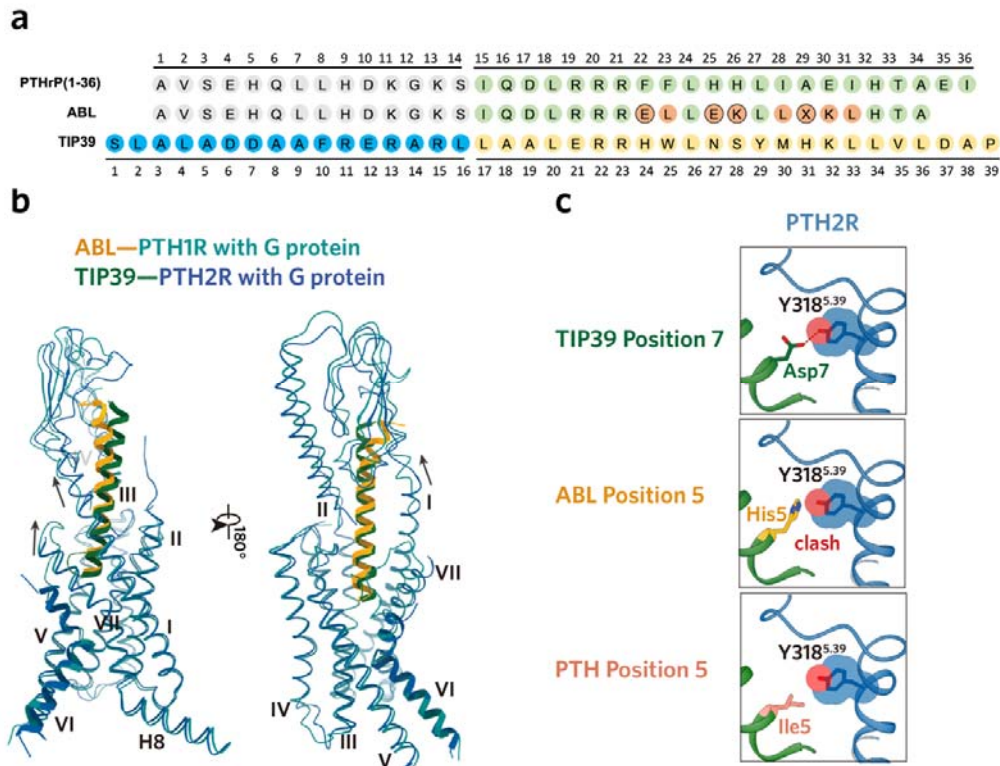 a
1 2 3 4 5 6 7 8 9 10 11 12 13 14 15 16 17 18 19 20 21 22 23 24 25 26 27 28 29 30 31 32 33 34 35 36
PTHrP(1-36) A V S E H Q L L H D K G K S I Q D L R R R F F L H H L I A E I H T A E I
ABL A V S E H Q L L H D K G K S I Q D L R R R E L L E K L L X K L H T A
TIP39 S L A L A D D A A F R E R A R L L A A L E R R H W L N S Y M H K L L V L D A P
1 2 3 4 5 6 7 8 9 10 11 12 13 14 15 16 17 18 19 20 21 22 23 24 25 26 27 28 29 30 31 32 33 34 35 36 37 38 39
b
ABL—PTH1R with G protein
TIP39—PTH2R with G protein
III
II
VII
V
I
VI
H8
180°
II
I
VII
VI
IV
III
V
c
PTH2R
TIP39 Position 7
Y318⁵·³⁹
Asp7
ABL Position 5
Y318⁵·³⁹
His5
clash
PTH Position 5
Y318⁵·³⁹
Ile5